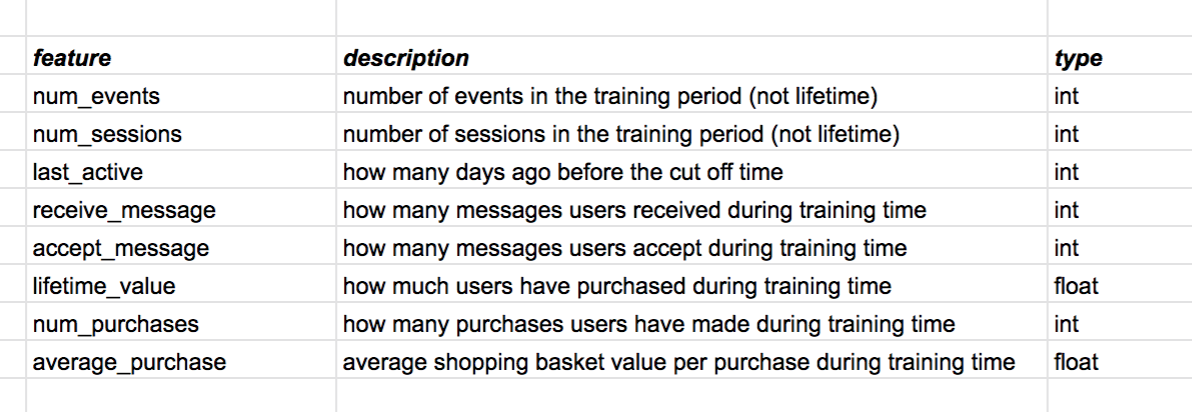 feature description type
num_events number of events in the training period (not lifetime) int
num_sessions number of sessions in the training period (not lifetime) int
last_active how many days ago before the cut off time int
receive_message how many messages users received during training time int
accept_message how many messages users accept during training time int
lifetime_value how much users have purchased during training time float
num_purchases how many purchases users have made during training time int
average_purchase average shopping basket value per purchase during training time float